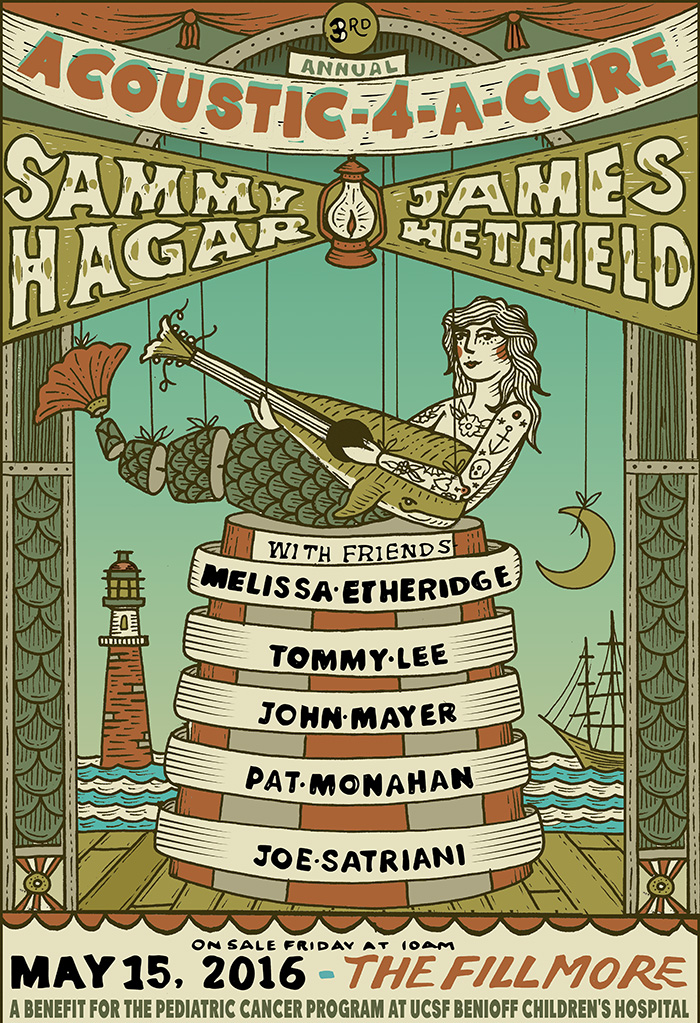 3RD
ANNUAL
ACOUSTIC-4-A-CURE
SAMMY
HAGAR
JAMES
HETFIELD
WITH FRIENDS
MELISSA·ETHERIDGE
TOMMY·LEE
JOHN·MAYER
PAT·MONAHAN
JOE·SATRIANI
ON SALE FRIDAY AT 10AM
MAY 15, 2016 - THE FILLMORE
A BENEFIT FOR THE PEDIATRIC CANCER PROGRAM AT UCSF BENIOFF CHILDREN'S HOSPITAL